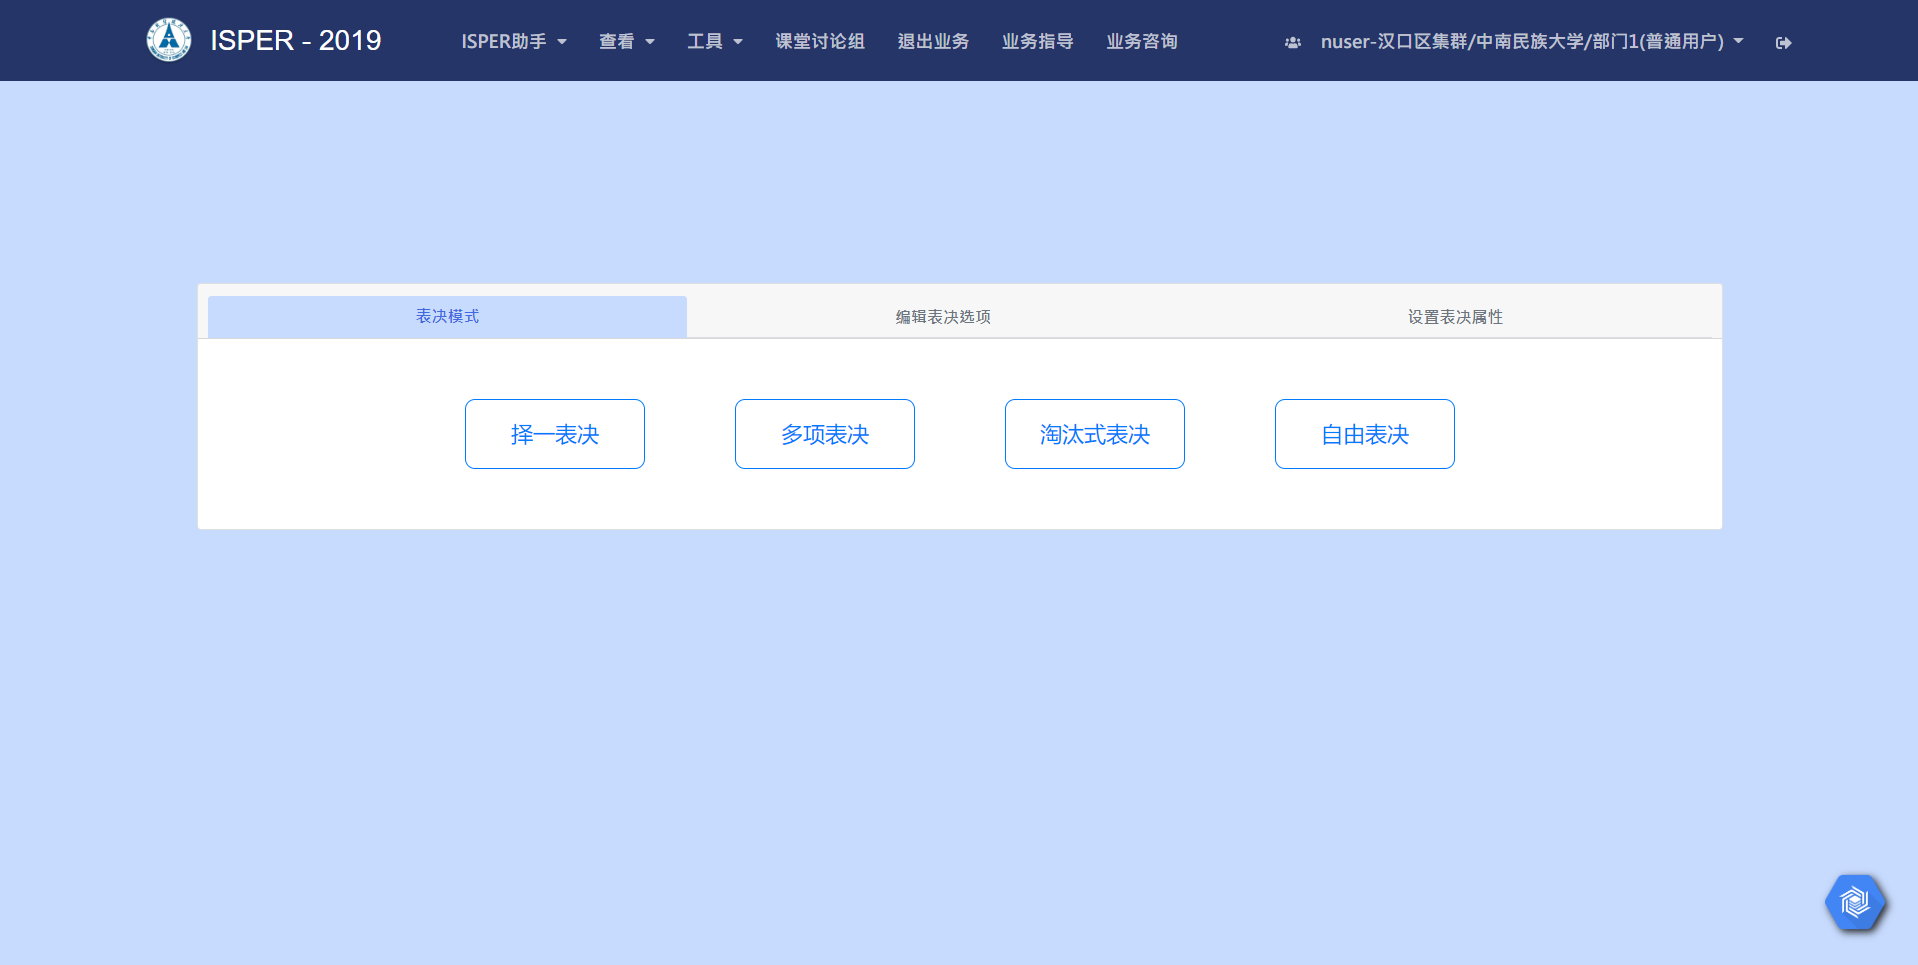 ISPER - 2019 ISPER助手 查看 工具 课堂讨论组 退出业务 业务指导 业务咨询 nuser-汉口区集群/中南民族大学/部门1(普通用户)
表决模式 编辑表决选项 设置表决属性
择一表决 多项表决 淘汰式表决 自由表决